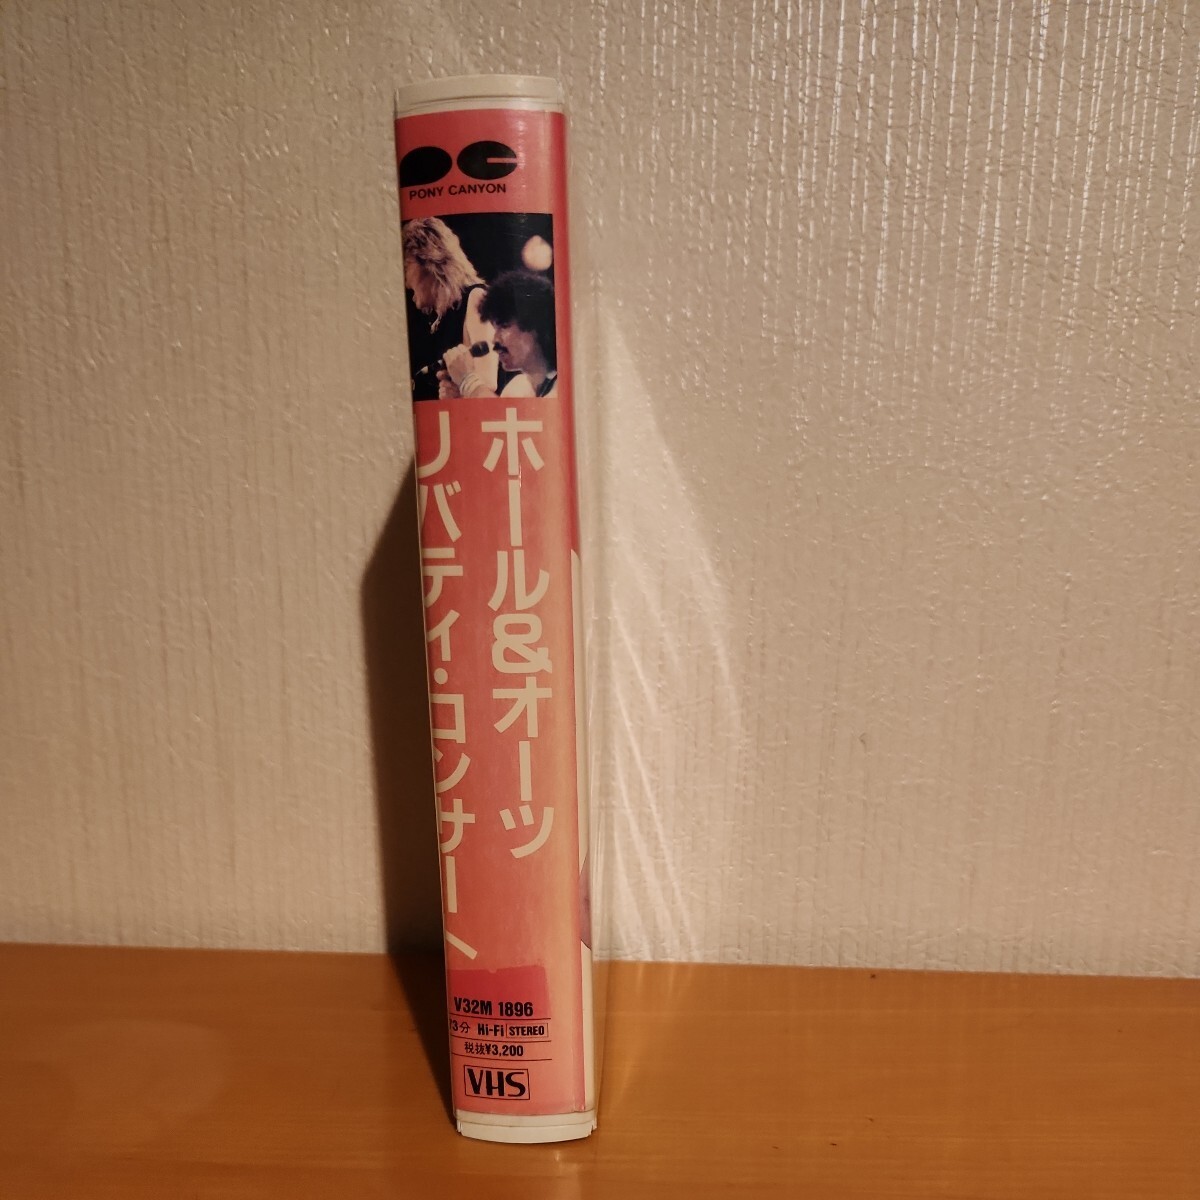 PONY CANYON
ホール&オーツ
リバティ・コンサート
V32M 1896
3分 Hi-Fi STEREO
税抜¥3,200
VHS